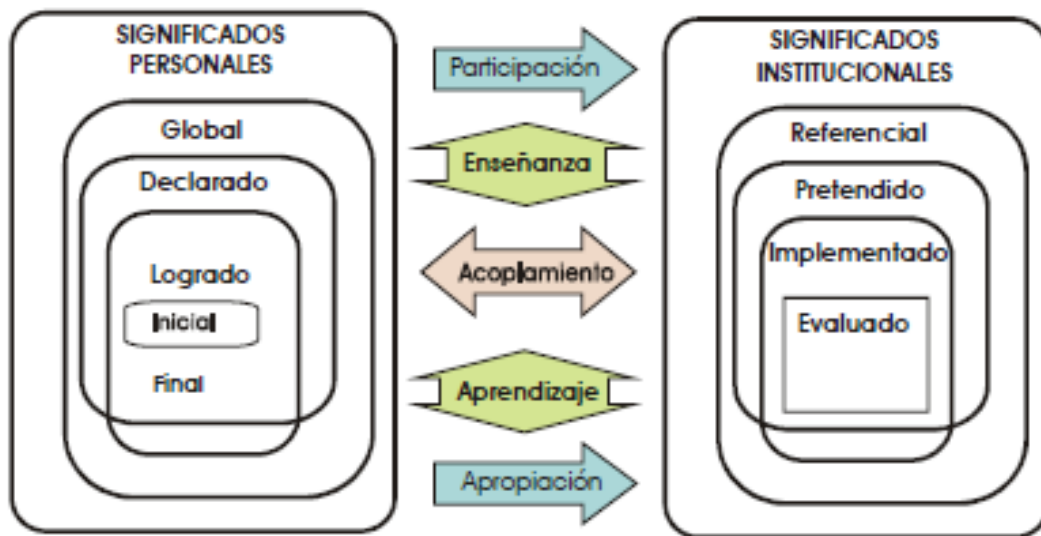 SIGNIFICADOS
PERSONALES
Global
Declarado
Logrado
Inicial
Final
Participación
Enseñanza
Acoplamiento
Aprendizaje
Apropiación
SIGNIFICADOS
INSTITUCIONALES
Referencial
Pretendido
Implementado
Evaluado